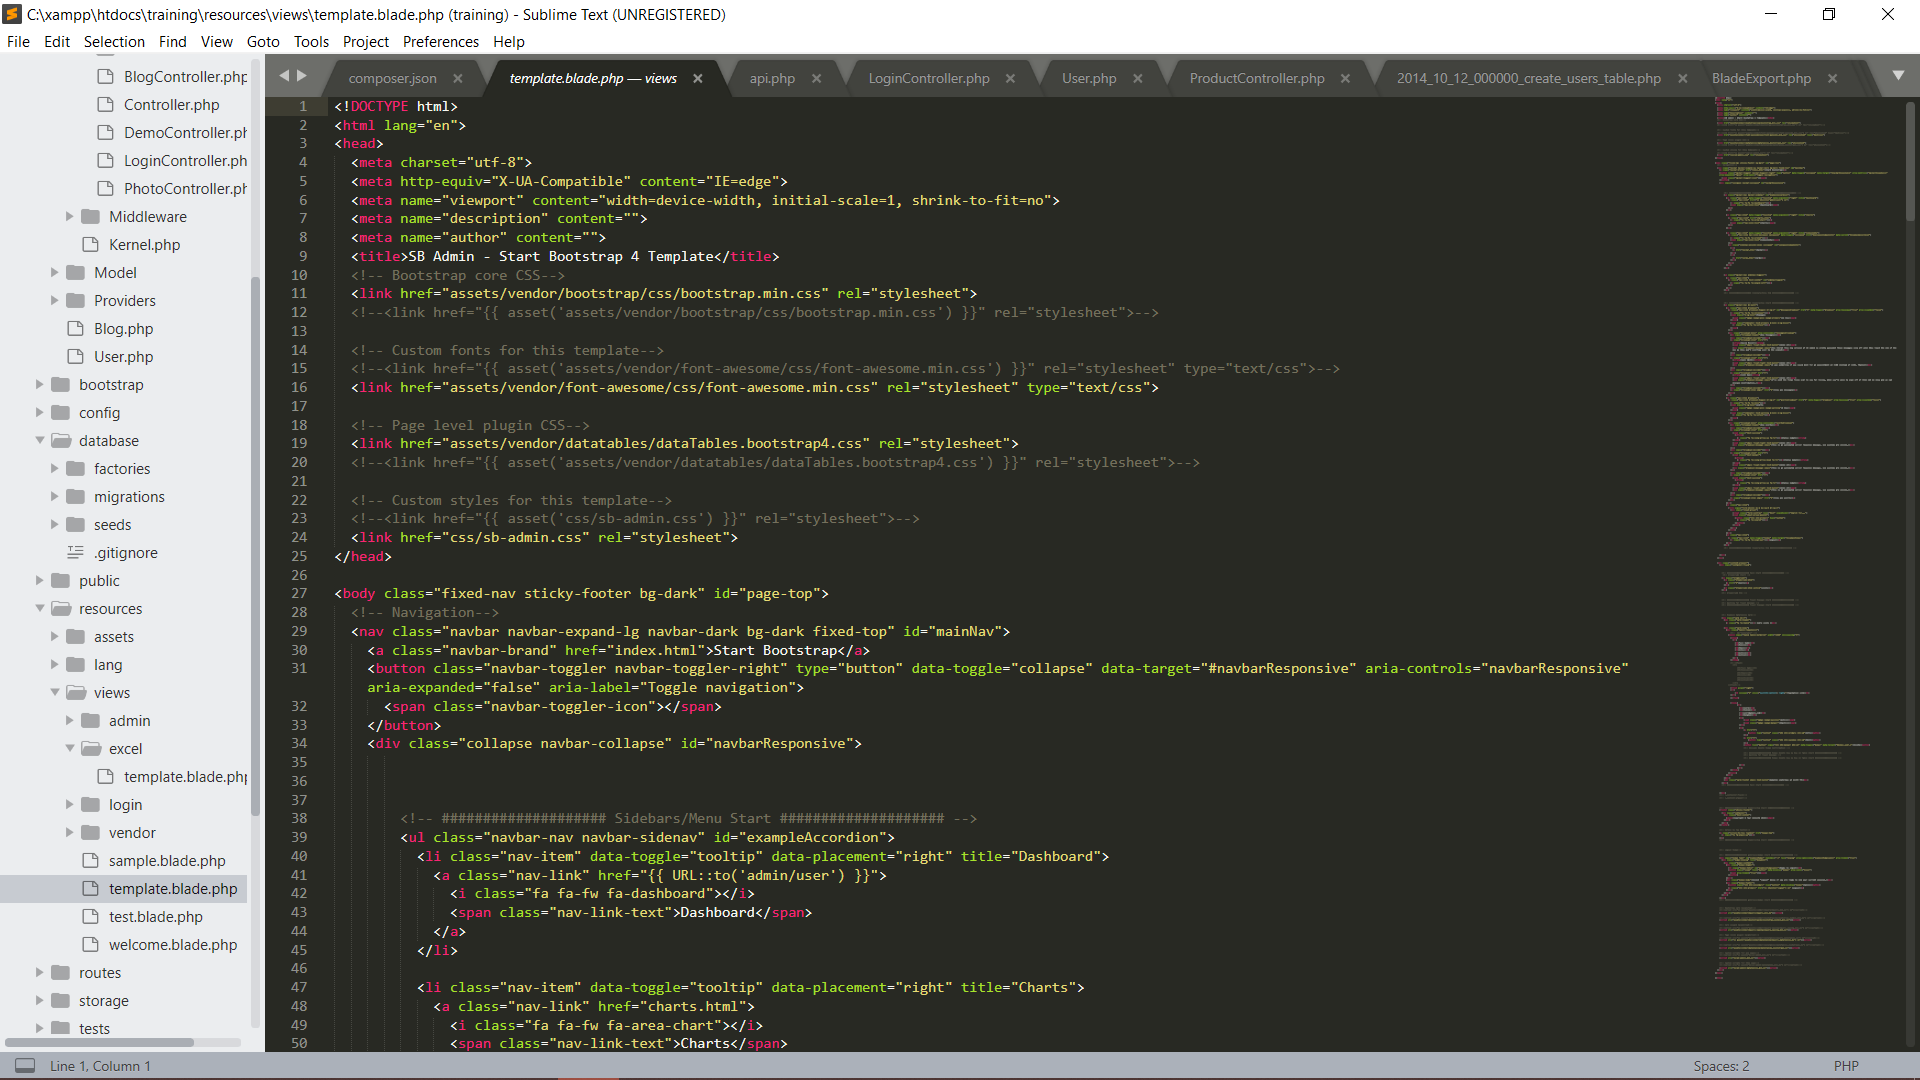 C:\xampp\htdocs\training\resources\views\template.blade.php (training) - Sublime Text (UNREGISTERED)
File Edit Selection Find View Goto Tools Project Preferences Help
BlogController.php
Controller.php
DemoController.ph
LoginController.ph
PhotoController.ph
Middleware
Kernel.php
Model
Providers
Blog.php
User.php
bootstrap
config
database
factories
migrations
seeds
.gitignore
public
resources
assets
lang
views
admin
excel
template.blade.php
login
vendor
sample.blade.php
template.blade.php
test.blade.php
welcome.blade.php
routes
storage
tests
composer.json template.blade.php — views api.php LoginController.php User.php ProductController.php 2014_10_12_000000_create_users_table.php BladeExport.php
1 <!DOCTYPE html>
2 <html lang="en">
3 <head>
4 <meta charset="utf-8">
5 <meta http-equiv="X-UA-Compatible" content="IE=edge">
6 <meta name="viewport" content="width=device-width, initial-scale=1, shrink-to-fit=no">
7 <meta name="description" content="">
8 <meta name="author" content="">
9 <title>SB Admin - Start Bootstrap 4 Template</title>
10 <!-- Bootstrap core CSS-->
11 <link href="assets/vendor/bootstrap/css/bootstrap.min.css" rel="stylesheet">
12 <!--<link href="{{ asset('assets/vendor/bootstrap/css/bootstrap.min.css') }}" rel="stylesheet">-->
13
14 <!-- Custom fonts for this template-->
15 <!--<link href="{{ asset('assets/vendor/font-awesome/css/font-awesome.min.css') }}" rel="stylesheet" type="text/css">-->
16 <link href="assets/vendor/font-awesome/css/font-awesome.min.css" rel="stylesheet" type="text/css">
17
18 <!-- Page level plugin CSS-->
19 <link href="assets/vendor/datatables/dataTables.bootstrap4.css" rel="stylesheet">
20 <!--<link href="{{ asset('assets/vendor/datatables/dataTables.bootstrap4.css') }}" rel="stylesheet">-->
21
22 <!-- Custom styles for this template-->
23 <!--<link href="{{ asset('css/sb-admin.css') }}" rel="stylesheet">-->
24 <link href="css/sb-admin.css" rel="stylesheet">
25 </head>
26
27 <body class="fixed-nav sticky-footer bg-dark" id="page-top">
28 <!-- Navigation-->
29 <nav class="navbar navbar-expand-lg navbar-dark bg-dark fixed-top" id="mainNav">
30 <a class="navbar-brand" href="index.html">Start Bootstrap</a>
31 <button class="navbar-toggler navbar-toggler-right" type="button" data-toggle="collapse" data-target="#navbarResponsive" aria-controls="navbarResponsive"
aria-expanded="false" aria-label="Toggle navigation">
32 <span class="navbar-toggler-icon"></span>
33 </button>
34 <div class="collapse navbar-collapse" id="navbarResponsive">
35
36
37
38 <!-- #################### Sidebars/Menu Start #################### -->
39 <ul class="navbar-nav navbar-sidenav" id="exampleAccordion">
40 <li class="nav-item" data-toggle="tooltip" data-placement="right" title="Dashboard">
41 <a class="nav-link" href="{{ URL::to('admin/user') }}">
42 <i class="fa fa-fw fa-dashboard"></i>
43 <span class="nav-link-text">Dashboard</span>
44 </a>
45 </li>
46
47 <li class="nav-item" data-toggle="tooltip" data-placement="right" title="Charts">
48 <a class="nav-link" href="charts.html">
49 <i class="fa fa-fw fa-area-chart"></i>
50 <span class="nav-link-text">Charts</span>
Line 1, Column 1
Spaces: 2
PHP